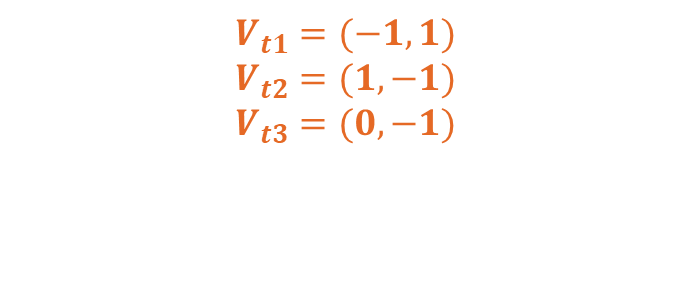 V_{t1} = (−1, 1)
V_{t2} = (1, −1)
V_{t3} = (0, −1)